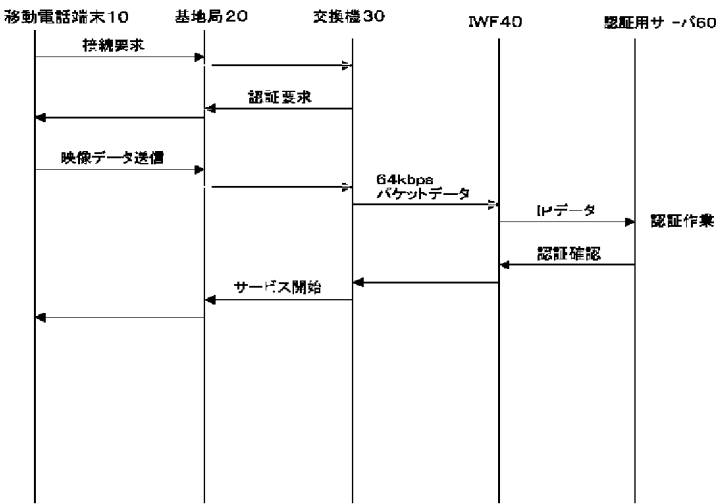 移動電話端末10 基地局20 交換機30 IWF40 認証用サーバ60
接続要求
認証要求
映像データ送信
64kbps
パケットデータ
IPデータ
認証作業
認証確認
サービス開始